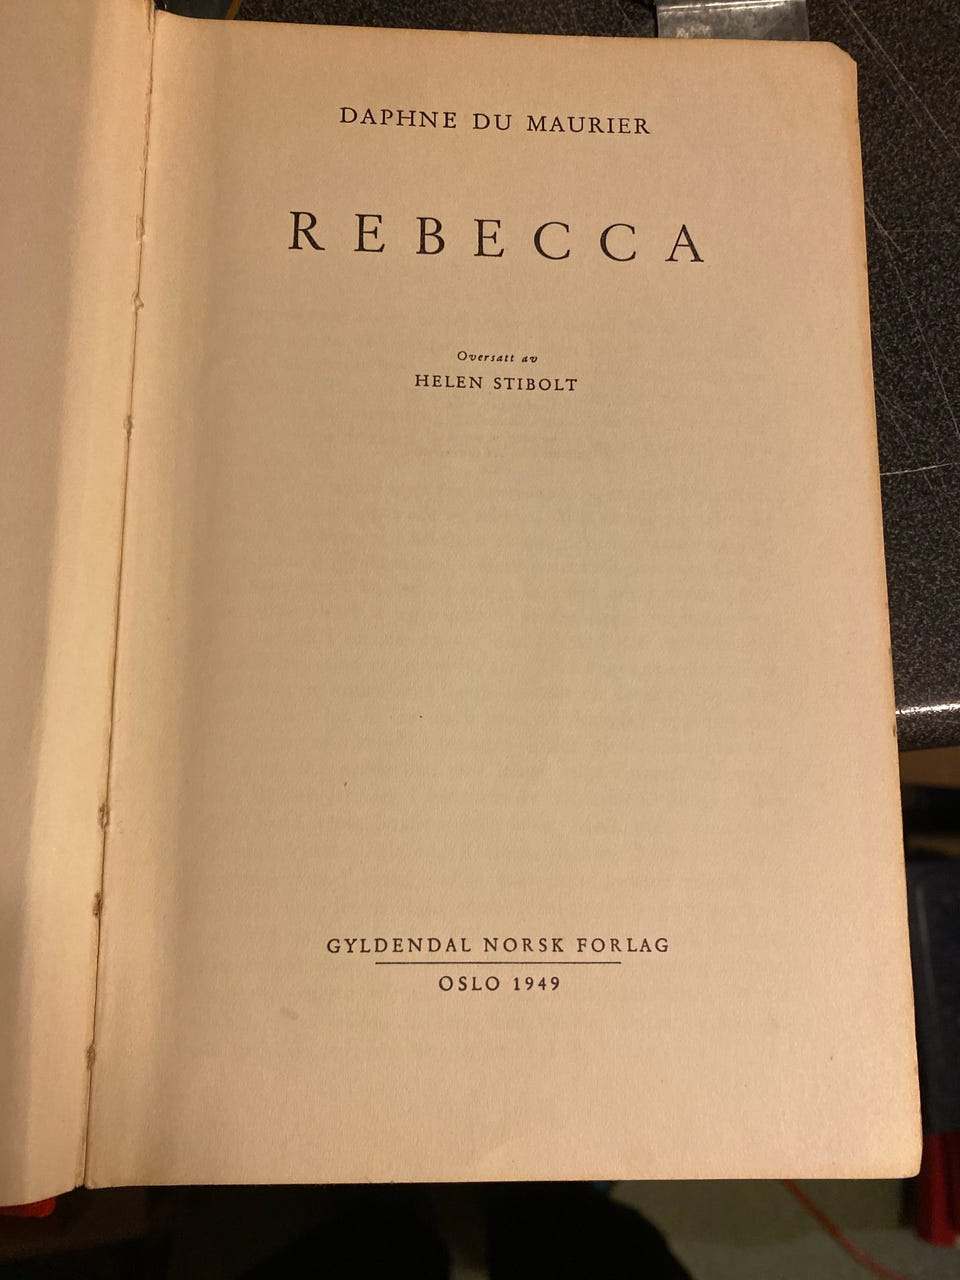 DAPHNE DU MAURIER
REBECCA
Oversatt av
HELEN STIBOLT
GYLDENDAL NORSK FORLAG
OSLO 1949